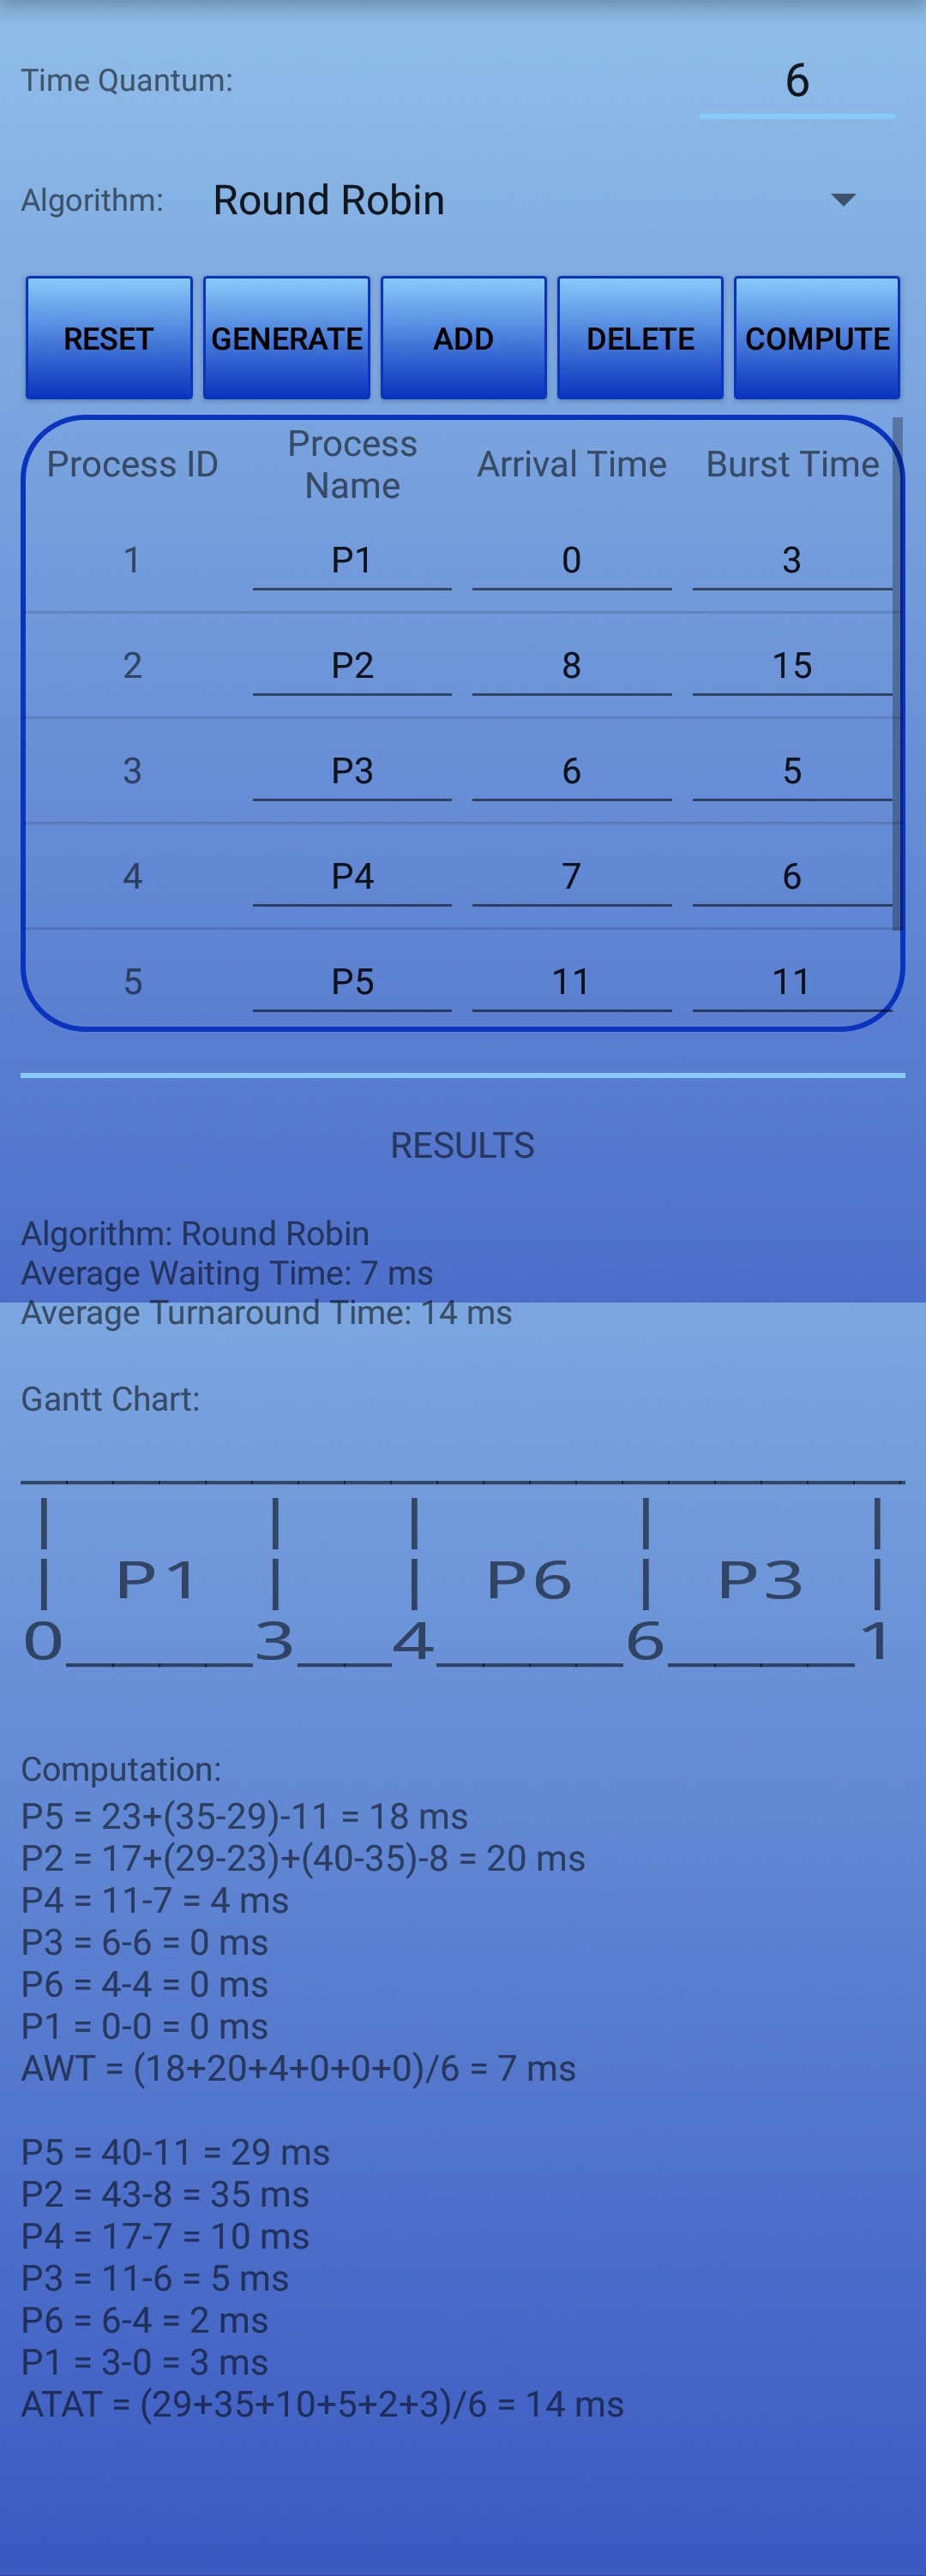 Time Quantum: 6
Algorithm: Round Robin
RESET GENERATE ADD DELETE COMPUTE
Process ID Process Name Arrival Time Burst Time
1 P1 0 3
2 P2 8 15
3 P3 6 5
4 P4 7 6
5 P5 11 11
RESULTS
Algorithm: Round Robin
Average Waiting Time: 7 ms
Average Turnaround Time: 14 ms
Gantt Chart:
___________________
| | | | |
| P1 | | P6 | P3 |
0____3__4____6____1
Computation:
P5 = 23+(35-29)-11 = 18 ms
P2 = 17+(29-23)+(40-35)-8 = 20 ms
P4 = 11-7 = 4 ms
P3 = 6-6 = 0 ms
P6 = 4-4 = 0 ms
P1 = 0-0 = 0 ms
AWT = (18+20+4+0+0+0)/6 = 7 ms
P5 = 40-11 = 29 ms
P2 = 43-8 = 35 ms
P4 = 17-7 = 10 ms
P3 = 11-6 = 5 ms
P6 = 6-4 = 2 ms
P1 = 3-0 = 3 ms
ATAT = (29+35+10+5+2+3)/6 = 14 ms